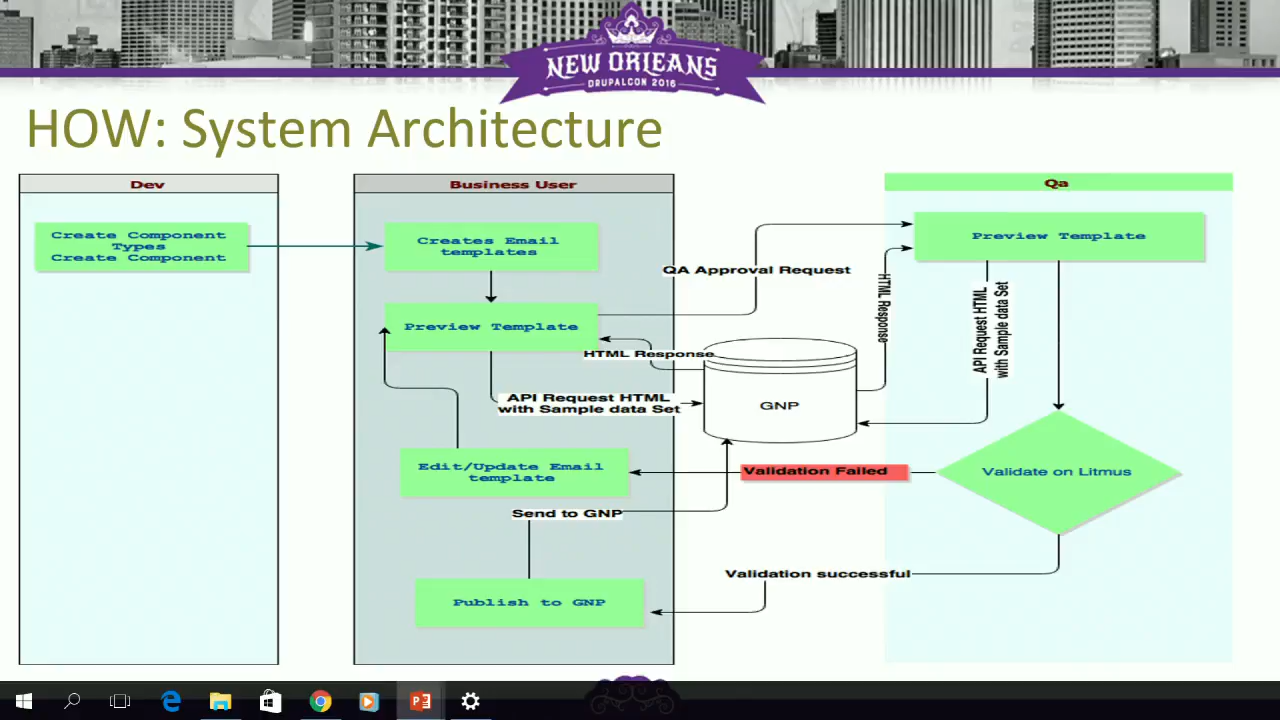 NEW ORLEANS
DRUPALCON 2016
HOW: System Architecture
Dev
Business User
Qa
Create Component
Types
Create Component
Creates Email
templates
Preview Template
QA Approval Request
Preview Template
HTML Response
HTML Response
API Request HTML
with Sample data Set
API Request HTML
with Sample data Set
GNP
Edit/Update Email
template
Validation Failed
Validate on Litmus
Send to GNP
Validation successful
Publish to GNP